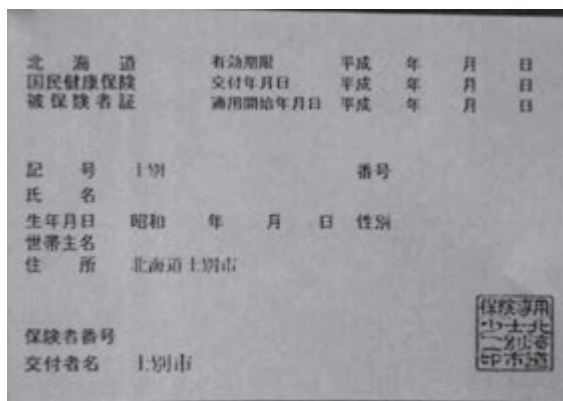 北海道 有効期限 平成 年 月 日
国民健康保険 交付年月日 平成 年 月 日
被保険者証 適用開始年月日 平成 年 月 日
記号 士別 番号
氏名
生年月日 昭和 年 月 日 性別
世帯主名
住所 北海道士別市
保険者番号
交付者名 士別市